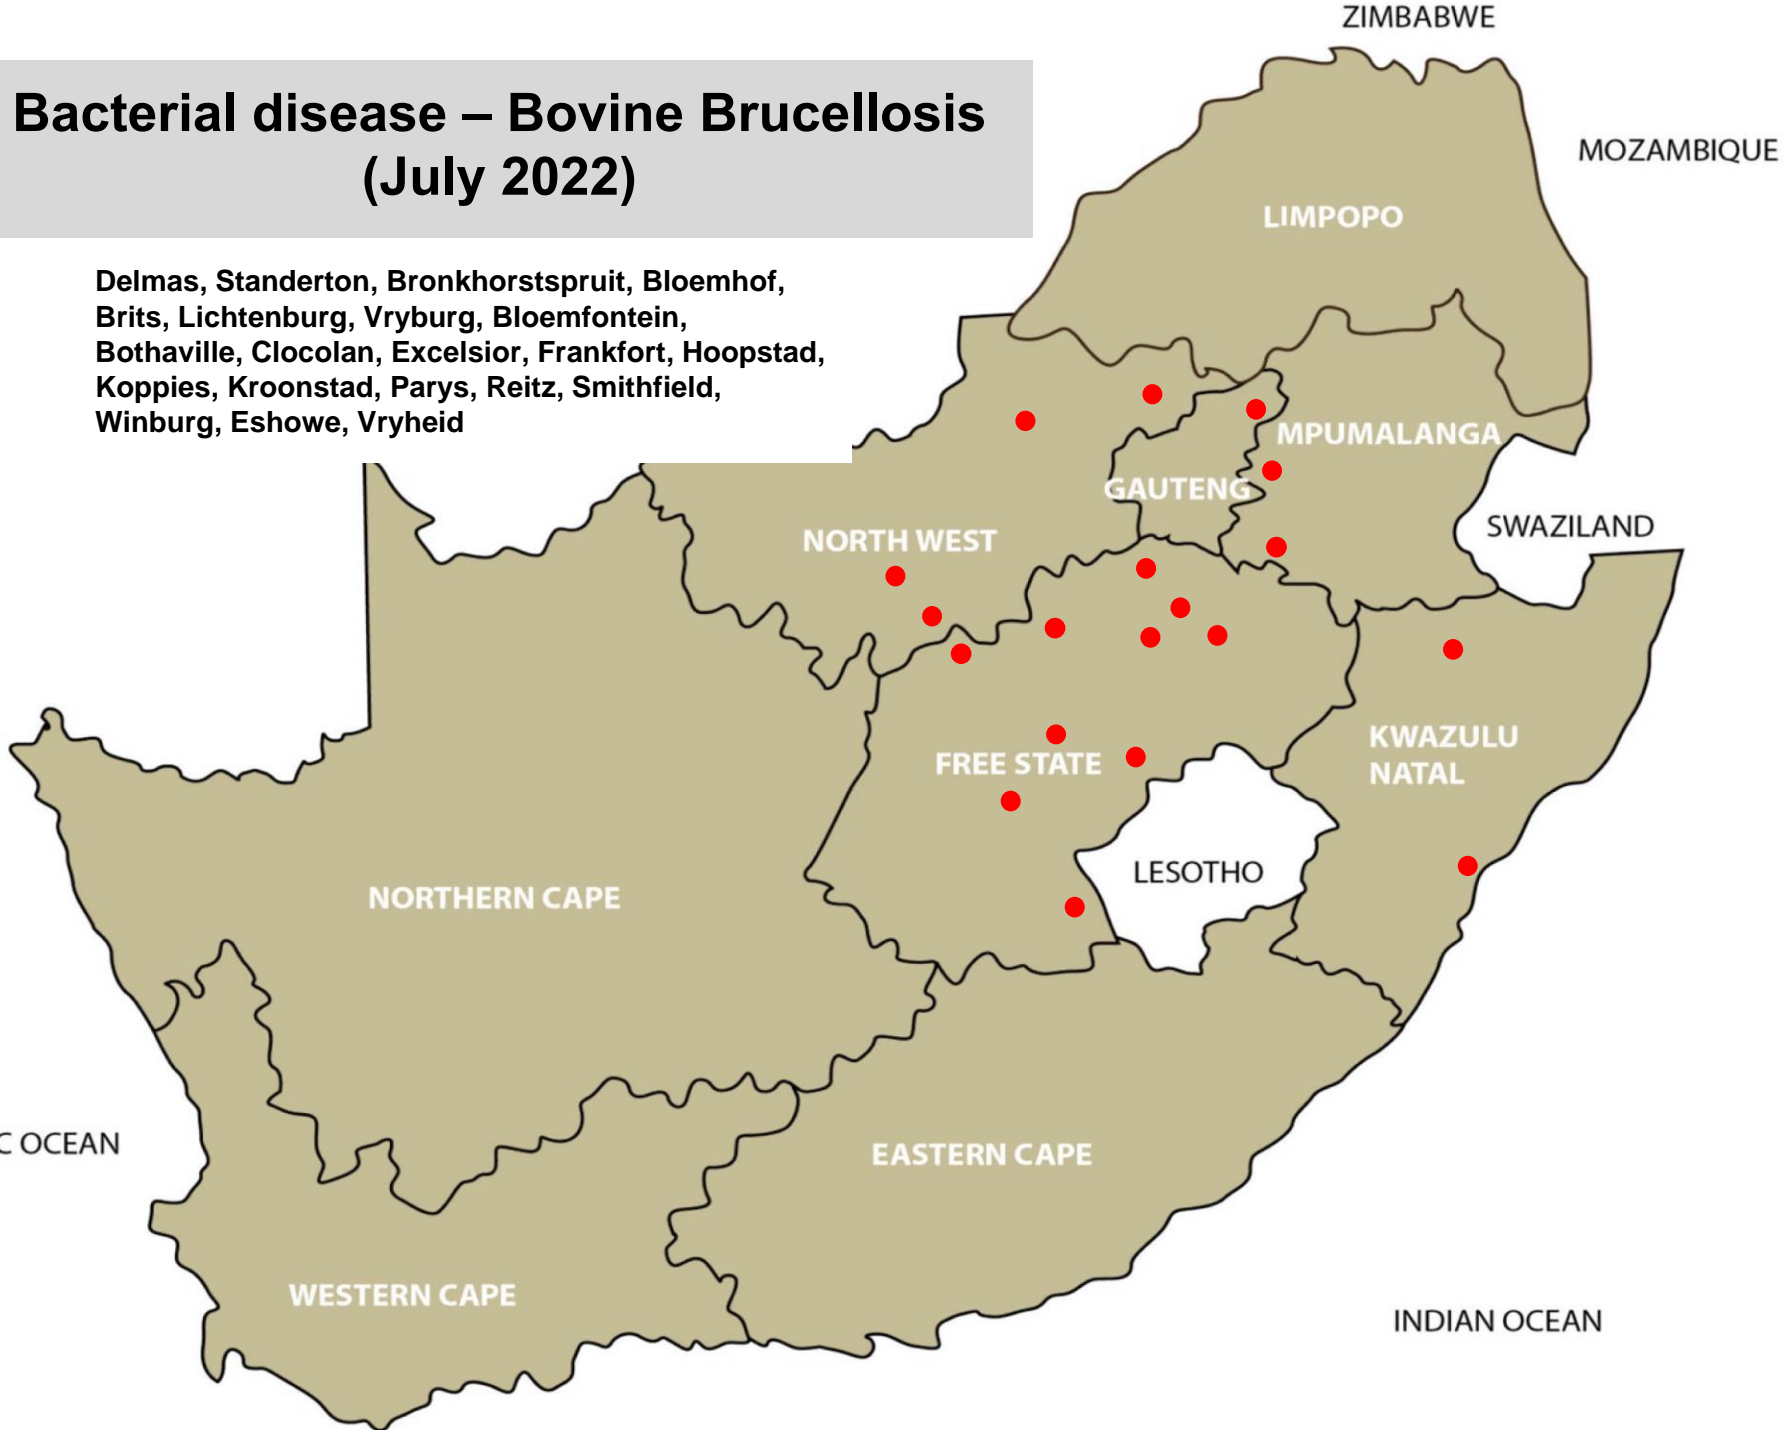 ZIMBABWE
Bacterial disease – Bovine Brucellosis
(July 2022)
MOZAMBIQUE
LIMPOPO
Delmas, Standerton, Bronkhorstspruit, Bloemhof,
Brits, Lichtenburg, Vryburg, Bloemfontein,
Bothaville, Clocolan, Excelsior, Frankfort, Hoopstad,
Koppies, Kroonstad, Parys, Reitz, Smithfield,
Winburg, Eshowe, Vryheid
MPUMALANGA
GAUTENG
SWAZILAND
NORTH WEST
KWAZULU
NATAL
FREE STATE
LESOTHO
NORTHERN CAPE
C OCEAN
EASTERN CAPE
WESTERN CAPE
INDIAN OCEAN